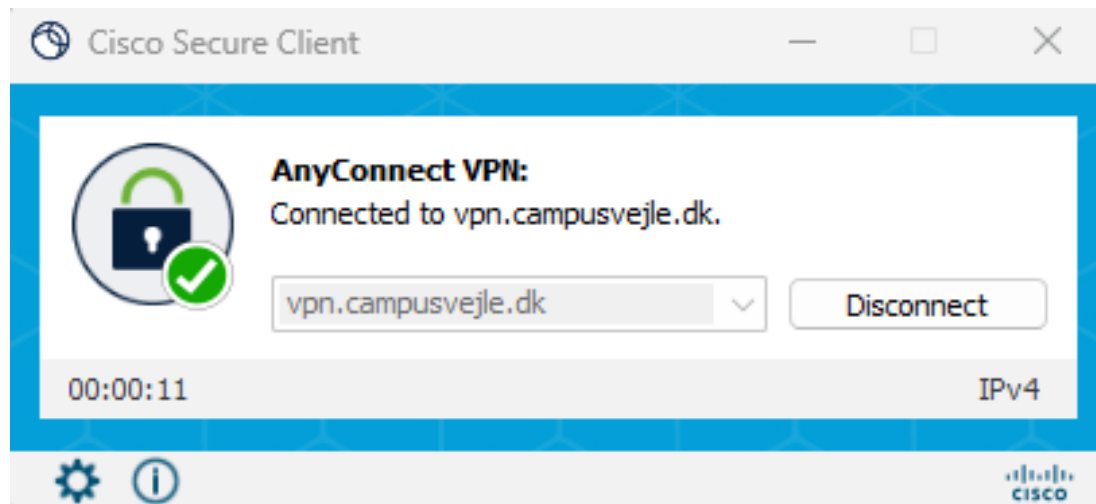 Cisco Secure Client
AnyConnect VPN:
Connected to vpn.campusvejle.dk.
vpn.campusvejle.dk
Disconnect
00:00:11
IPv4
CISCO